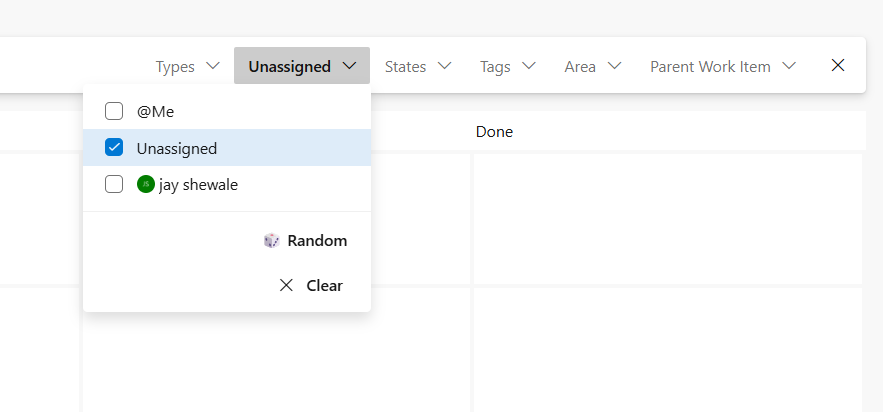 Types Unassigned States Tags Area Parent Work Item
@Me
Done
Unassigned
JS jay shewale
Random
Clear